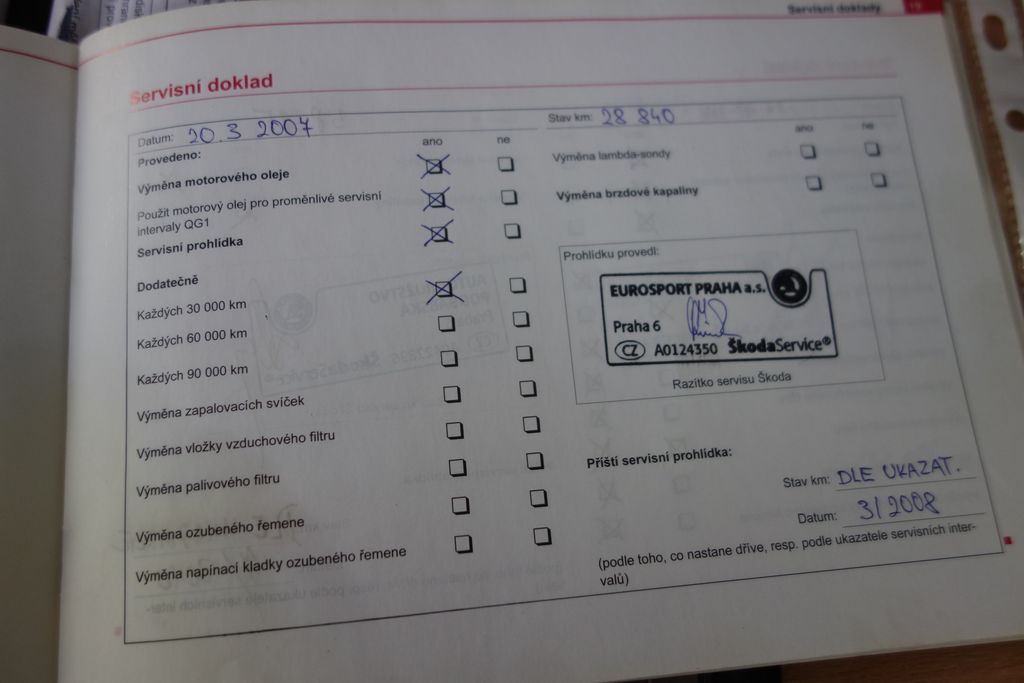 Servisní doklady 19
Servisní doklad
Datum: 20.3 2007
Stav km: 28 840
Provedeno:
ano ne
ano ne
Výměna motorového oleje
Použit motorový olej pro proměnlivé servisní
intervaly QG1
Servisní prohlídka
Dodatečně
Každých 30 000 km
Každých 60 000 km
Každých 90 000 km
Výměna zapalovacích svíček
Výměna vložky vzduchového filtru
Výměna palivového filtru
Výměna ozubeného řemene
Výměna napínací kladky ozubeného řemene
Výměna lambda-sondy
Výměna brzdové kapaliny
Prohlídku provedl:
EUROSPORT PRAHA a.s.
Praha 6
CZ A0124350 ŠkodaService®
Razítko servisu Škoda
Příští servisní prohlídka:
Stav km: DLE UKAZAT.
Datum: 3/2008
(podle toho, co nastane dříve, resp. podle ukazatele servisních inter-
valů)